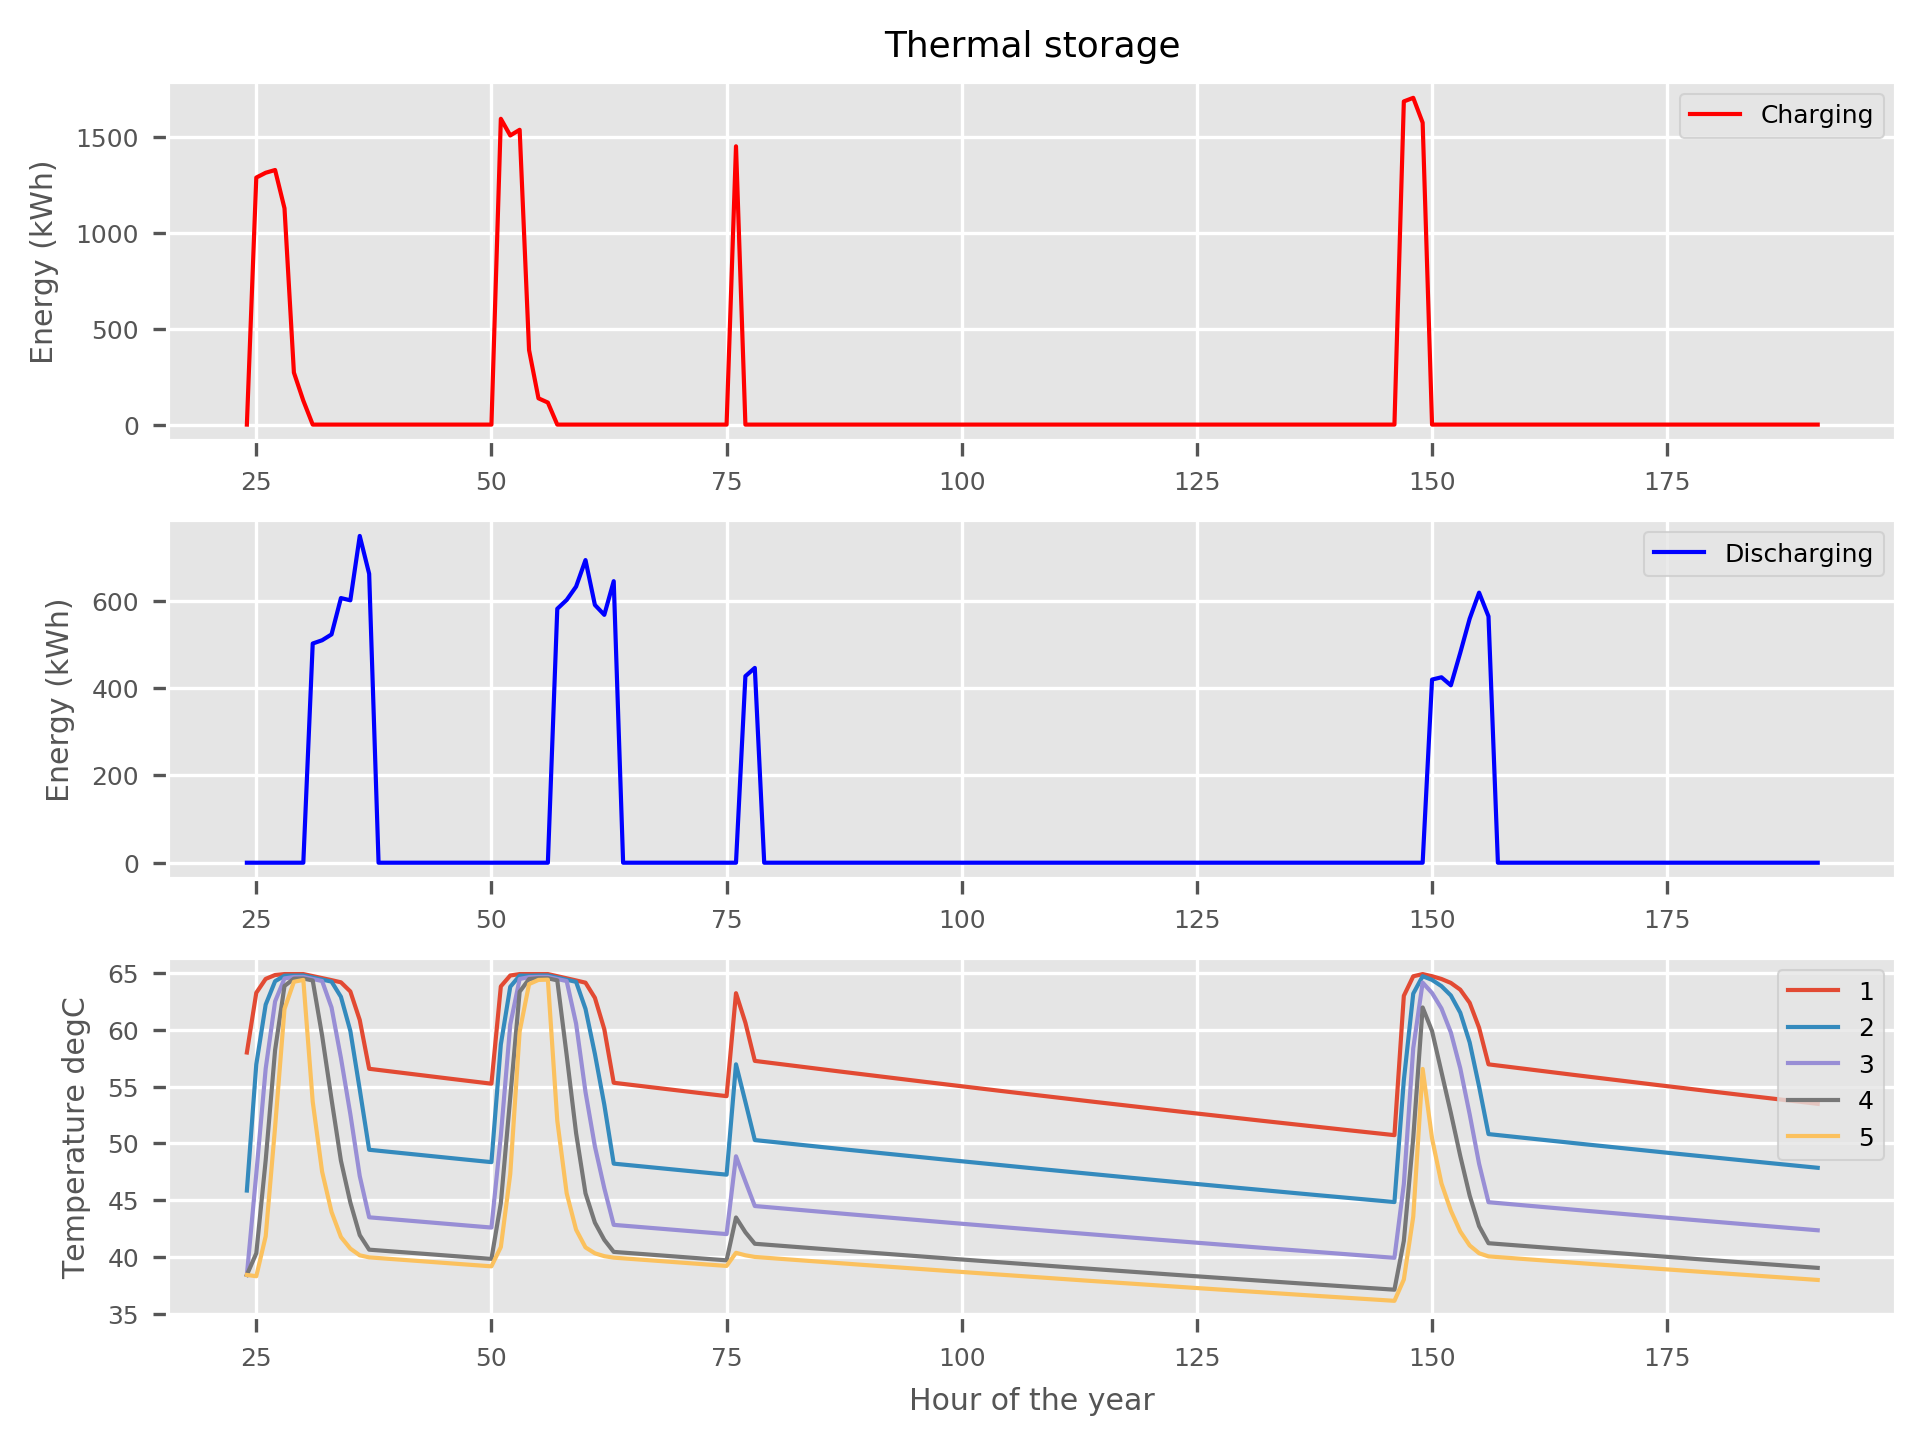 Thermal storage
Energy (kWh)
1500
1000
500
0
Charging
25 50 75 100 125 150 175
Energy (kWh)
600
400
200
0
Discharging
25 50 75 100 125 150 175
Temperature degC
65
60
55
50
45
40
35
1
2
3
4
5
25 50 75 100 125 150 175
Hour of the year